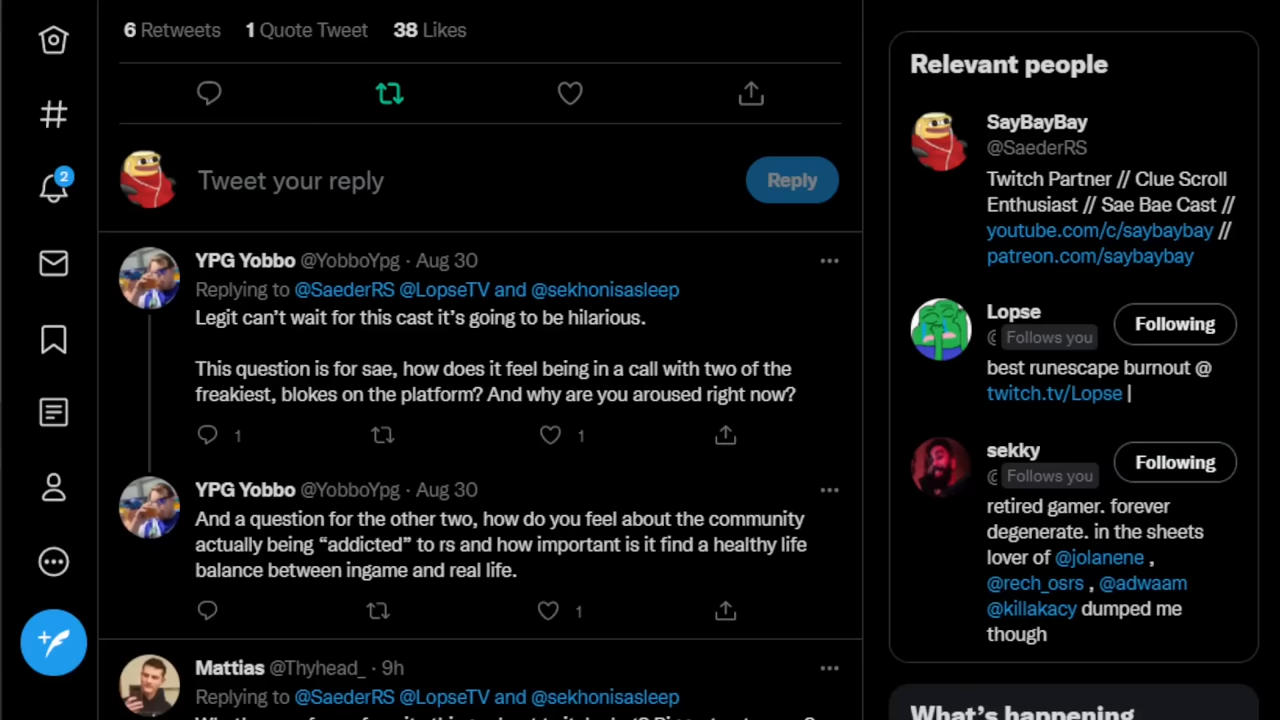 6 Retweets 1 Quote Tweet 38 Likes
Tweet your reply
Reply
2
YPG Yobbo @YobboYpg · Aug 30
Replying to @SaederRS @LopseTV and @sekhonisasleep
Legit can't wait for this cast it's going to be hilarious.
This question is for sae, how does it feel being in a call with two of the
freakiest, blokes on the platform? And why are you aroused right now?
1 1
YPG Yobbo @YobboYpg · Aug 30
And a question for the other two, how do you feel about the community
actually being “addicted” to rs and how important is it find a healthy life
balance between ingame and real life.
1
Mattias @Thyhead_ · 9h
Replying to @SaederRS @LopseTV and @sekhonisasleep
Relevant people
SayBayBay
@SaederRS
Twitch Partner // Clue Scroll
Enthusiast // Sae Bae Cast //
youtube.com/c/saybaybay //
patreon.com/saybaybay
Lopse
@ Follows you
Following
best runescape burnout @
twitch.tv/Lopse |
sekky
@ Follows you
Following
retired gamer. forever
degenerate. in the sheets
lover of @jolanene ,
@rech_osrs , @adwaam
@killakacy dumped me
though
What's happening